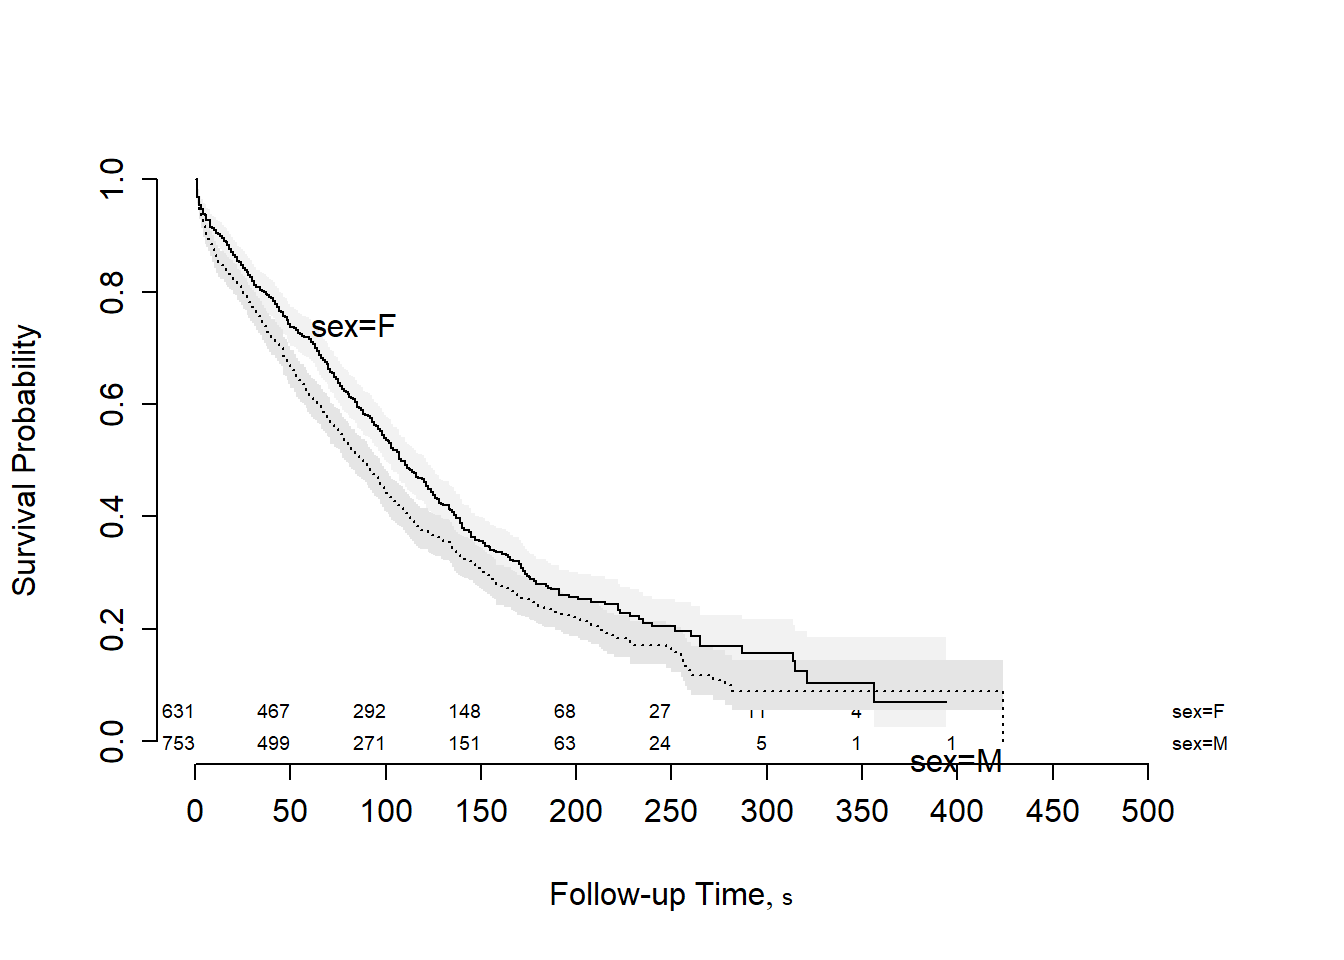 1.0
0.8
0.6
0.4
0.2
0.0
Survival Probability
sex=F
631 467 292 148 68 27 11 4 sex=F
753 499 271 151 63 24 5 1 1 sex=M
sex=M
0 50 100 150 200 250 300 350 400 450 500
Follow-up Time, s